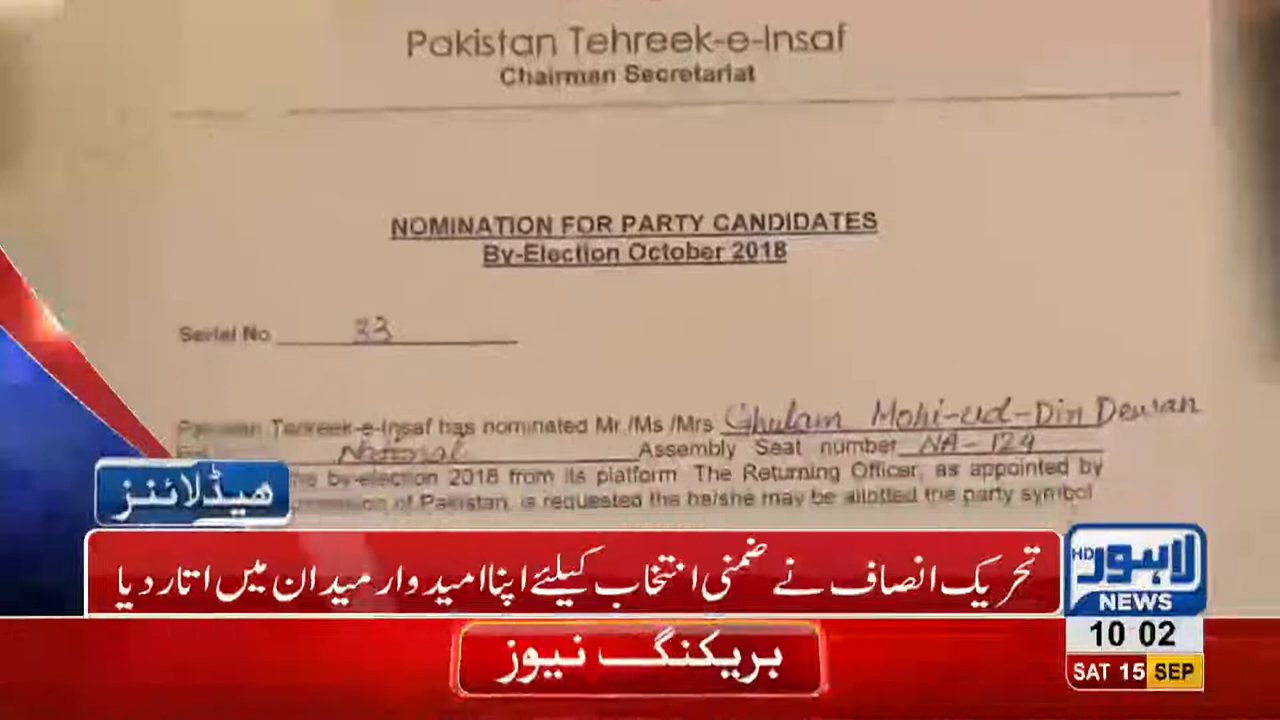 Pakistan Tehreek-e-Insaf
Chairman Secretariat
NOMINATION FOR PARTY CANDIDATES
By-Election October 2018
Serial No 33
Pakistan Tehreek-e-Insaf has nominated Mr /Ms /Mrs Ghulam Mohi-ud-Din Dewan
National Assembly Seat number NA-124
by-election 2018 from its platform. The Returning Officer, as appointed by
of Pakistan, is requested the he/she may be allotted the party symbol
ھیڈلائنز
تحریک انصاف نے ضمنی انتخاب کیلئے اپنا امیدوار میدان میں اتار دیا
HD لاہور
NEWS
10 02
بریکنگ نیوز
SAT 15 SEP